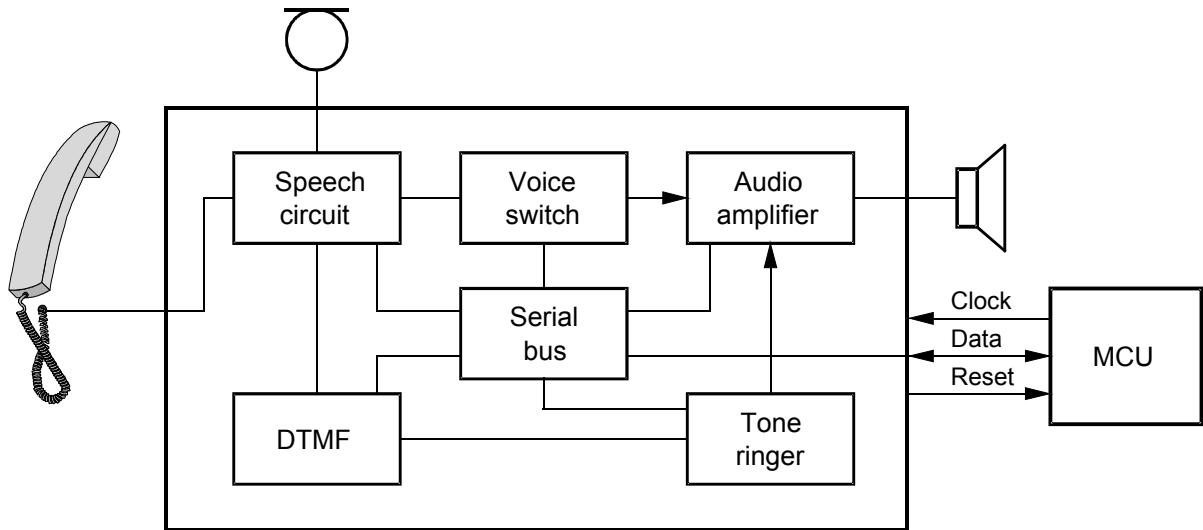 Speech
circuit
Voice
switch
Audio
amplifier
Serial
bus
Clock
Data
Reset
MCU
DTMF
Tone
ringer